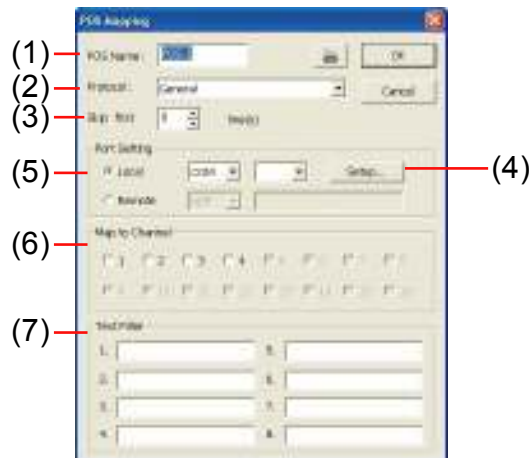 POS Mapping
(1) POS Name: OK
(2) Protocol: General Cancel
(3) Skip first line(s)
Port Setting
(5) Local COM Setup... (4)
Remote
(6) Map to Channel
1 2 3 4
(7) Text Filter
1. 5.
2. 6.
3. 7.
4. 8.